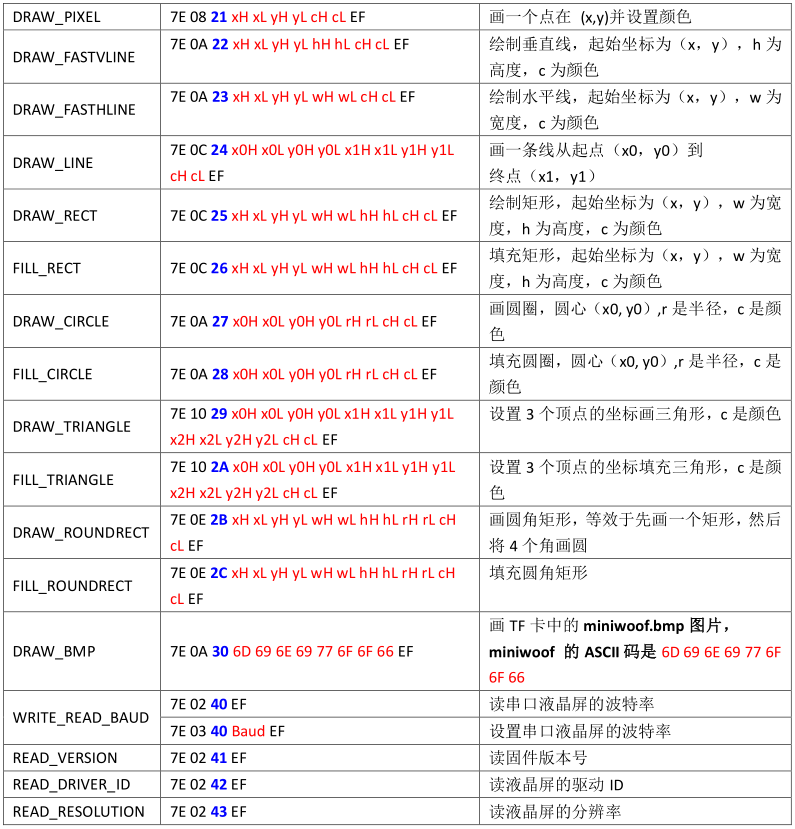 DRAW_PIXEL 7E 08 21 xH xL yH yL cH cL EF 画一个点在 (x,y)并设置颜色
DRAW_FASTVLINE 7E 0A 22 xH xL yH yL hH hL cH cL EF 绘制垂直线，起始坐标为（x，y），h 为
高度，c 为颜色
DRAW_FASTHLINE 7E 0A 23 xH xL yH yL wH wL cH cL EF 绘制水平线，起始坐标为（x，y），w 为
宽度，c 为颜色
DRAW_LINE 7E 0C 24 x0H x0L y0H y0L x1H x1L y1H y1L
cH cL EF
画一条线从起点（x0，y0）到
终点（x1，y1）
DRAW_RECT 7E 0C 25 xH xL yH yL wH wL hH hL cH cL EF 绘制矩形，起始坐标为（x，y），w 为宽
度，h 为高度，c 为颜色
FILL_RECT 7E 0C 26 xH xL yH yL wH wL hH hL cH cL EF 填充矩形，起始坐标为（x，y），w 为宽
度，h 为高度，c 为颜色
DRAW_CIRCLE 7E 0A 27 x0H x0L y0H y0L rH rL cH cL EF 画圆圈，圆心（x0, y0）,r 是半径，c 是颜
色
FILL_CIRCLE 7E 0A 28 x0H x0L y0H y0L rH rL cH cL EF 填充圆圈，圆心（x0, y0）,r 是半径，c 是
颜色
DRAW_TRIANGLE 7E 10 29 x0H x0L y0H y0L x1H x1L y1H y1L
x2H x2L y2H y2L cH cL EF
设置 3 个顶点的坐标画三角形，c 是颜色
FILL_TRIANGLE 7E 10 2A x0H x0L y0H y0L x1H x1L y1H y1L
x2H x2L y2H y2L cH cL EF
设置 3 个顶点的坐标填充三角形，c 是颜
色
DRAW_ROUNDRECT 7E 0E 2B xH xL yH yL wH wL hH hL rH rL cH
cL EF
画圆角矩形，等效于先画一个矩形，然后
将 4 个角画圆
FILL_ROUNDRECT 7E 0E 2C xH xL yH yL wH wL hH hL rH rL cH
cL EF
填充圆角矩形
DRAW_BMP 7E 0A 30 6D 69 6E 69 77 6F 6F 66 EF 画 TF 卡中的 miniwoof.bmp 图片，
miniwoof 的 ASCII 码是 6D 69 6E 69 77 6F
6F 66
WRITE_READ_BAUD 7E 02 40 EF 读串口液晶屏的波特率
7E 03 40 Baud EF 设置串口液晶屏的波特率
READ_VERSION 7E 02 41 EF 读固件版本号
READ_DRIVER_ID 7E 02 42 EF 读液晶屏的驱动 ID
READ_RESOLUTION 7E 02 43 EF 读液晶屏的分辨率